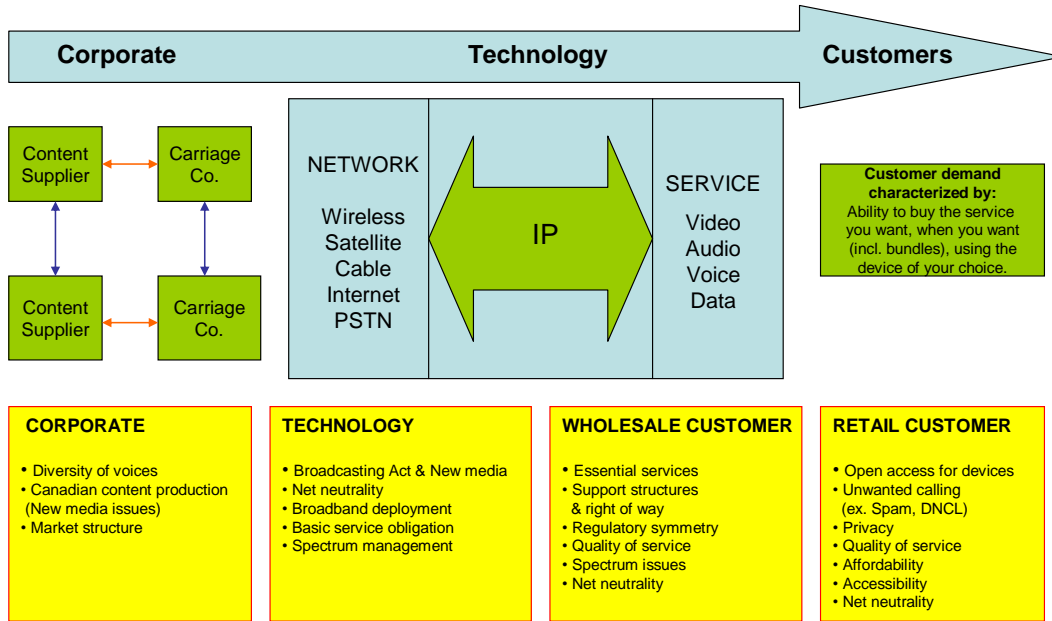 Corporate
Technology
Customers
Content
Supplier
Carriage
Co.
Content
Supplier
Carriage
Co.
NETWORK
Wireless
Satellite
Cable
Internet
PSTN
IP
SERVICE
Video
Audio
Voice
Data
Customer demand
characterized by:
Ability to buy the service
you want, when you want
(incl. bundles), using the
device of your choice.
CORPORATE
• Diversity of voices
• Canadian content production
(New media issues)
• Market structure
TECHNOLOGY
• Broadcasting Act & New media
• Net neutrality
• Broadband deployment
• Basic service obligation
• Spectrum management
WHOLESALE CUSTOMER
• Essential services
• Support structures
& right of way
• Regulatory symmetry
• Quality of service
• Spectrum issues
• Net neutrality
RETAIL CUSTOMER
• Open access for devices
• Unwanted calling
(ex. Spam, DNCL)
• Privacy
• Quality of service
• Affordability
• Accessibility
• Net neutrality